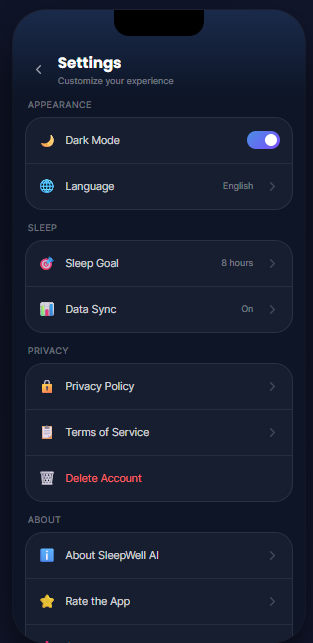 Settings
Customize your experience
APPEARANCE
Dark Mode
Language English
SLEEP
Sleep Goal 8 hours
Data Sync On
PRIVACY
Privacy Policy
Terms of Service
Delete Account
ABOUT
About SleepWell AI
Rate the App